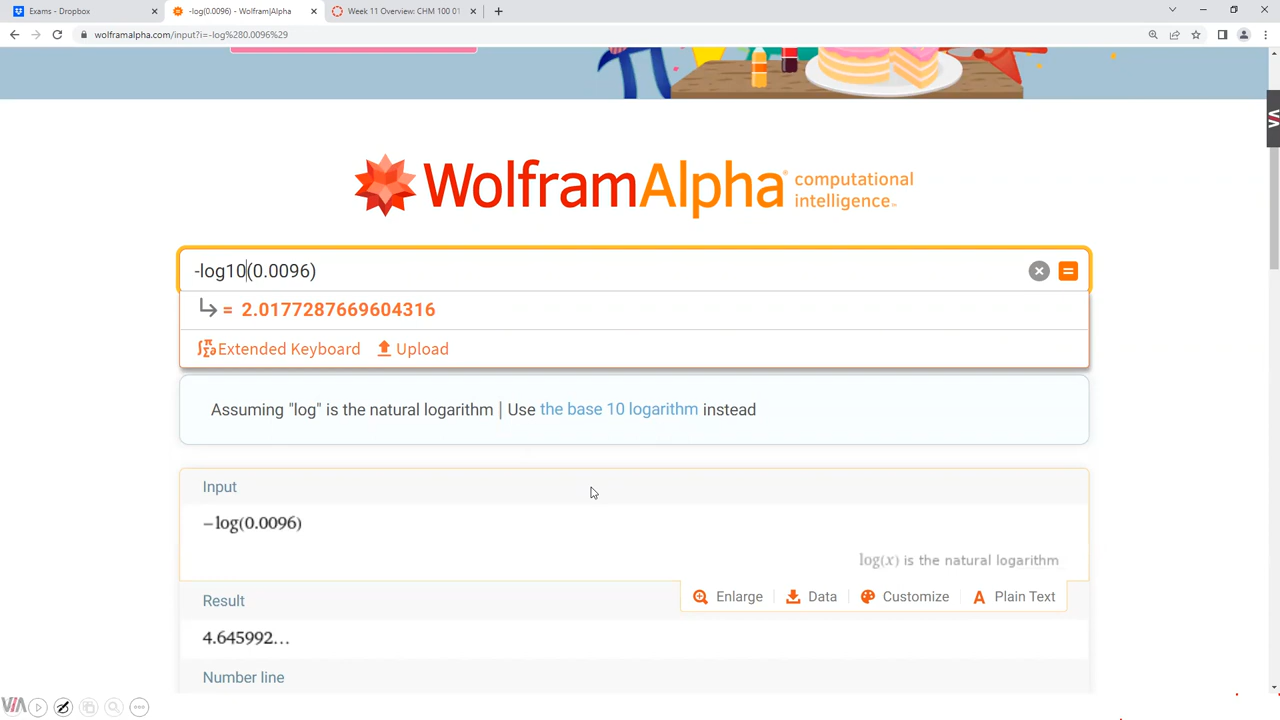 Exams - Dropbox
-log(0.0096) - Wolfram|Alpha
Week 11 Overview: CHM 100 01
wolframalpha.com/input?i=-log%280.0096%29
WolframAlpha computational intelligence™
-log10(0.0096)
= 2.0177287669604316
Extended Keyboard Upload
Assuming "log" is the natural logarithm | Use the base 10 logarithm instead
Input
−log(0.0096)
log(x) is the natural logarithm
Enlarge Data Customize A Plain Text
Result
4.645992…
Number line
VIA